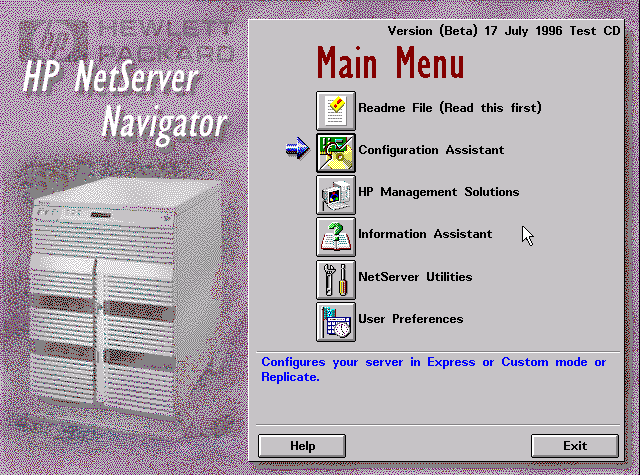 HEWLETT
PACKARD
HP NetServer
Navigator
Version (Beta) 17 July 1996 Test CD
Main Menu
Readme File (Read this first)
Configuration Assistant
HP Management Solutions
Information Assistant
NetServer Utilities
User Preferences
Configures your server in Express or Custom mode or
Replicate.
Help
Exit